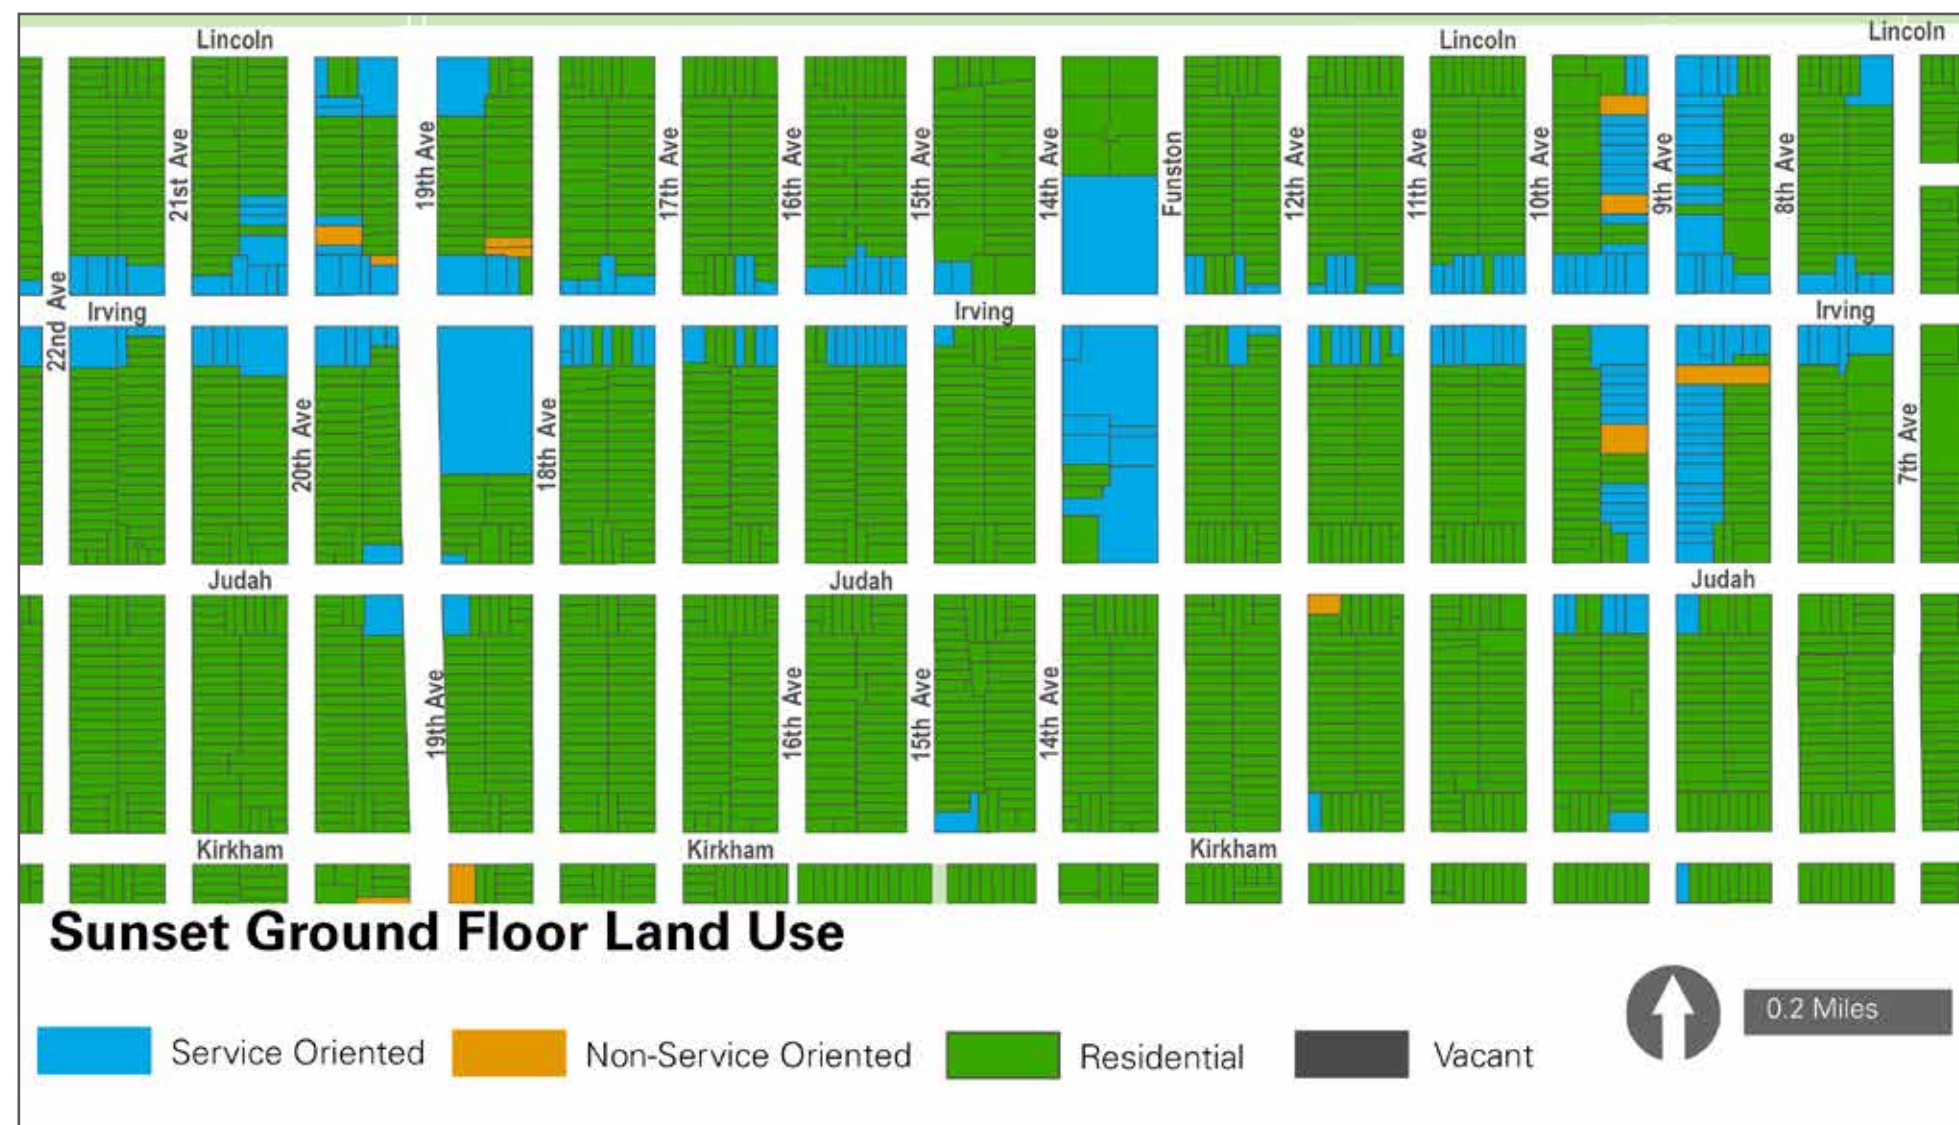 Lincoln
Lincoln
Lincoln
21st Ave
19th Ave
17th Ave
16th Ave
15th Ave
14th Ave
Funston
12th Ave
11th Ave
10th Ave
9th Ave
8th Ave
22nd Ave
Irving
Irving
Irving
20th Ave
18th Ave
7th Ave
Judah
Judah
Judah
19th Ave
16th Ave
15th Ave
14th Ave
Kirkham
Kirkham
Kirkham
Sunset Ground Floor Land Use
0.2 Miles
Service Oriented
Non-Service Oriented
Residential
Vacant